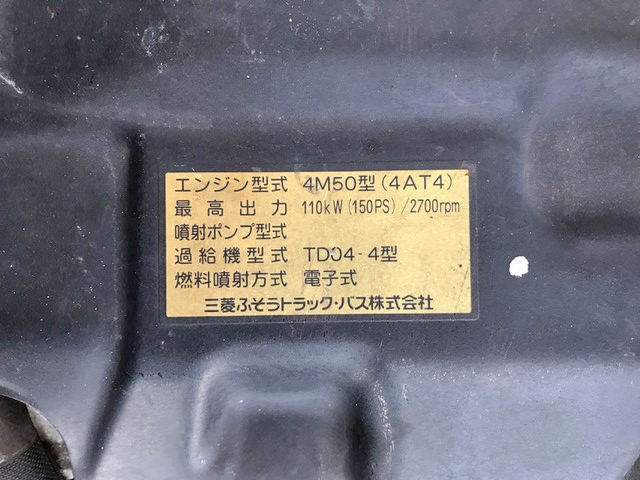 エンジン型式 4M50型(4AT4)
最高出力 110kW(150PS)/2700rpm
噴射ポンプ型式
過給機型式 TD04-4型
燃料噴射方式 電子式
三菱ふそうトラック・バス株式会社